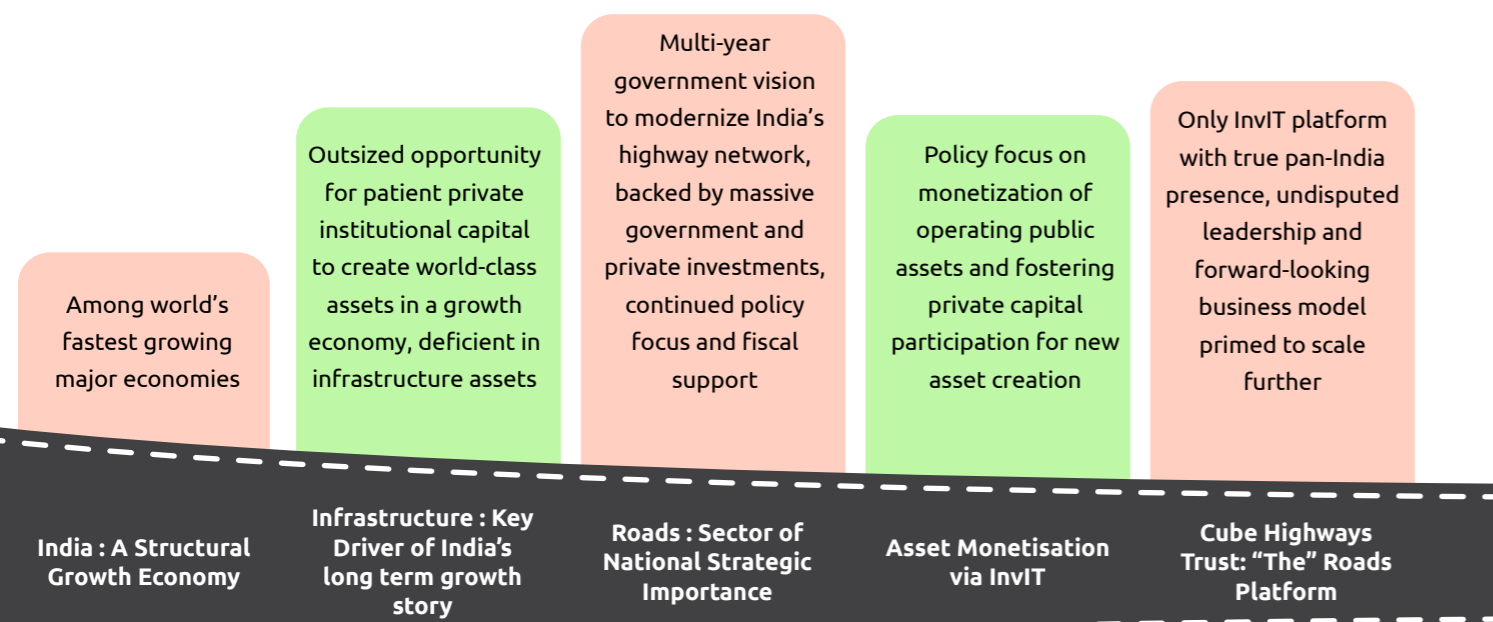 Among world’s
fastest growing
major economies
Outsized opportunity
for patient private
institutional capital
to create world-class
assets in a growth
economy, deficient in
infrastructure assets
Multi-year
government vision
to modernize India’s
highway network,
backed by massive
government and
private investments,
continued policy
focus and fiscal
support
Policy focus on
monetization of
operating public
assets and fostering
private capital
participation for new
asset creation
Only InvIT platform
with true pan-India
presence, undisputed
leadership and
forward-looking
business model
primed to scale
further
India : A Structural
Growth Economy
Infrastructure : Key
Driver of India’s
long term growth
story
Roads : Sector of
National Strategic
Importance
Asset Monetisation
via InvIT
Cube Highways
Trust: “The” Roads
Platform